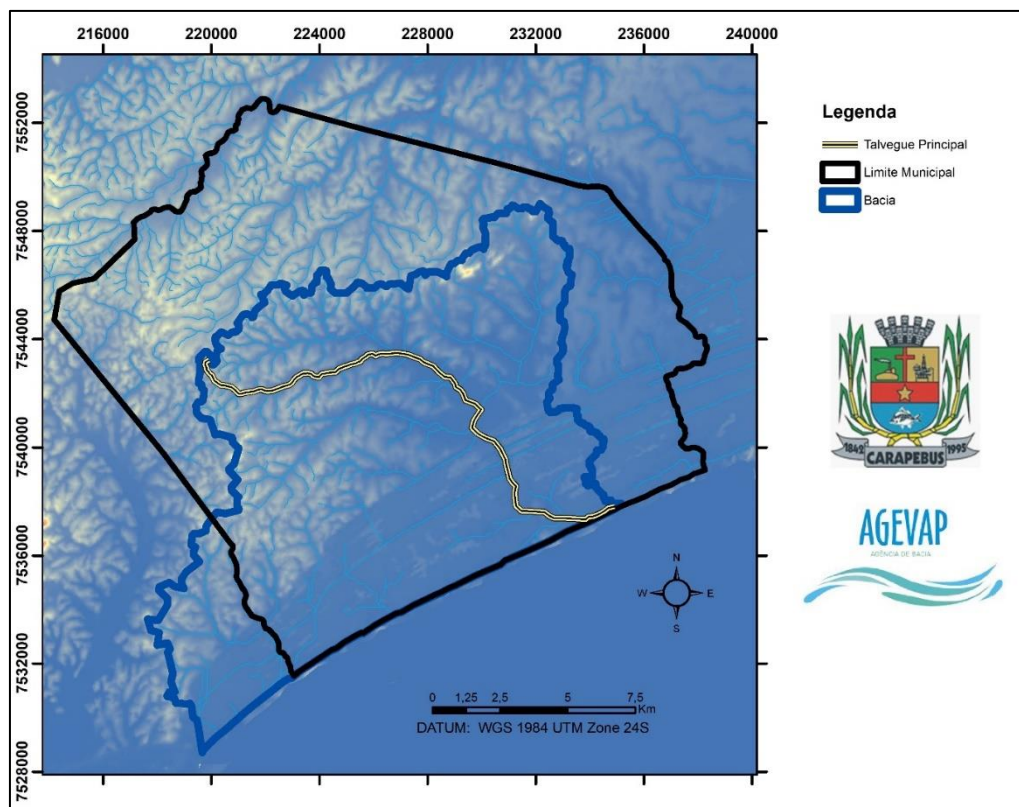 216000 220000 224000 228000 232000 236000 240000
7552000
7548000
7544000
7540000
7536000
7532000
7528000
N
W E
S
0 1,25 2,5 5 7,5
Km
DATUM: WGS 1984 UTM Zone 24S
Legenda
Talvegue Principal
Limite Municipal
Bacia
1842 CARAPEBUS 1995
AGEVAP
AGÊNCIA DE BACIA